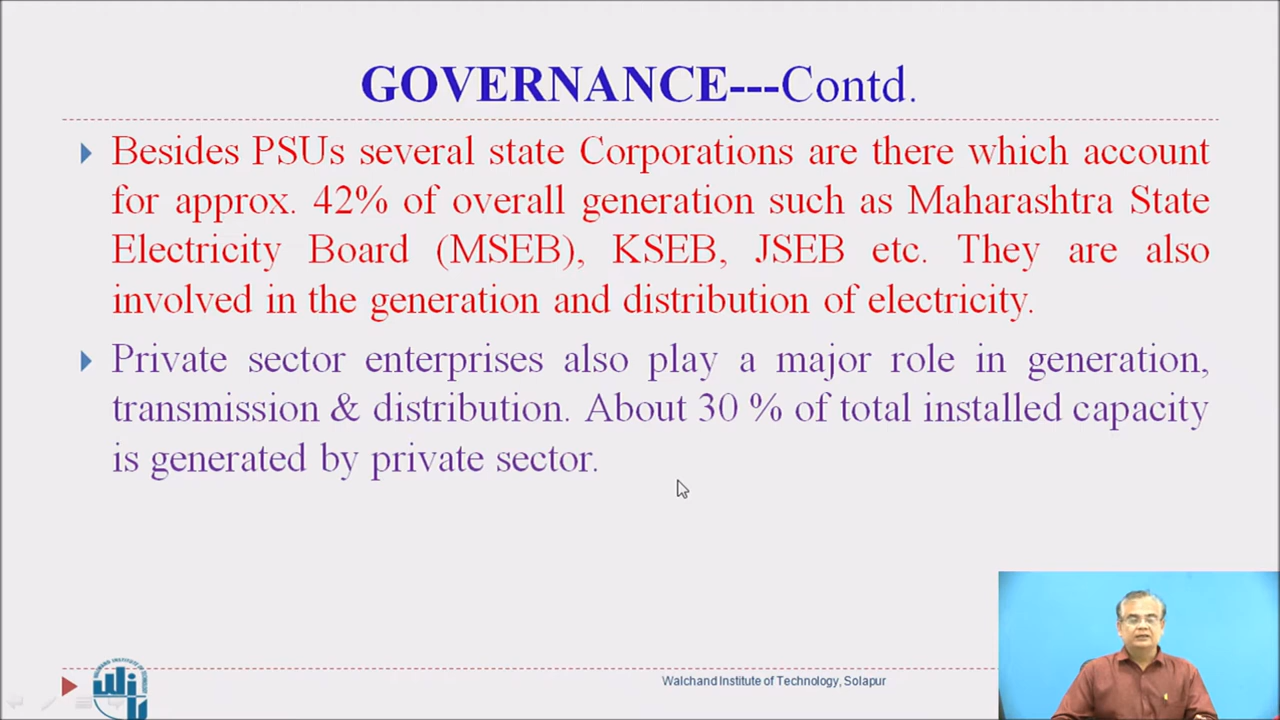 GOVERNANCE---Contd.
Besides PSUs several state Corporations are there which account
for approx. 42% of overall generation such as Maharashtra State
Electricity Board (MSEB), KSEB, JSEB etc. They are also
involved in the generation and distribution of electricity.
Private sector enterprises also play a major role in generation,
transmission & distribution. About 30 % of total installed capacity
is generated by private sector.
Walchand Institute of Technology, Solapur